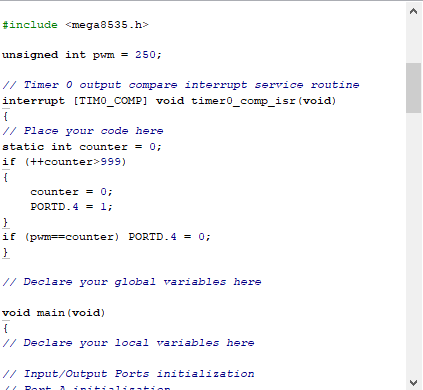 #include <mega8535.h>
unsigned int pwm = 250;
// Timer 0 output compare interrupt service routine
interrupt [TIM0_COMP] void timer0_comp_isr(void)
{
// Place your code here
static int counter = 0;
if (++counter>999)
{
counter = 0;
PORTD.4 = 1;
}
if (pwm==counter) PORTD.4 = 0;
}
// Declare your global variables here
void main(void)
{
// Declare your local variables here
// Input/Output Ports initialization
// Port A initialization